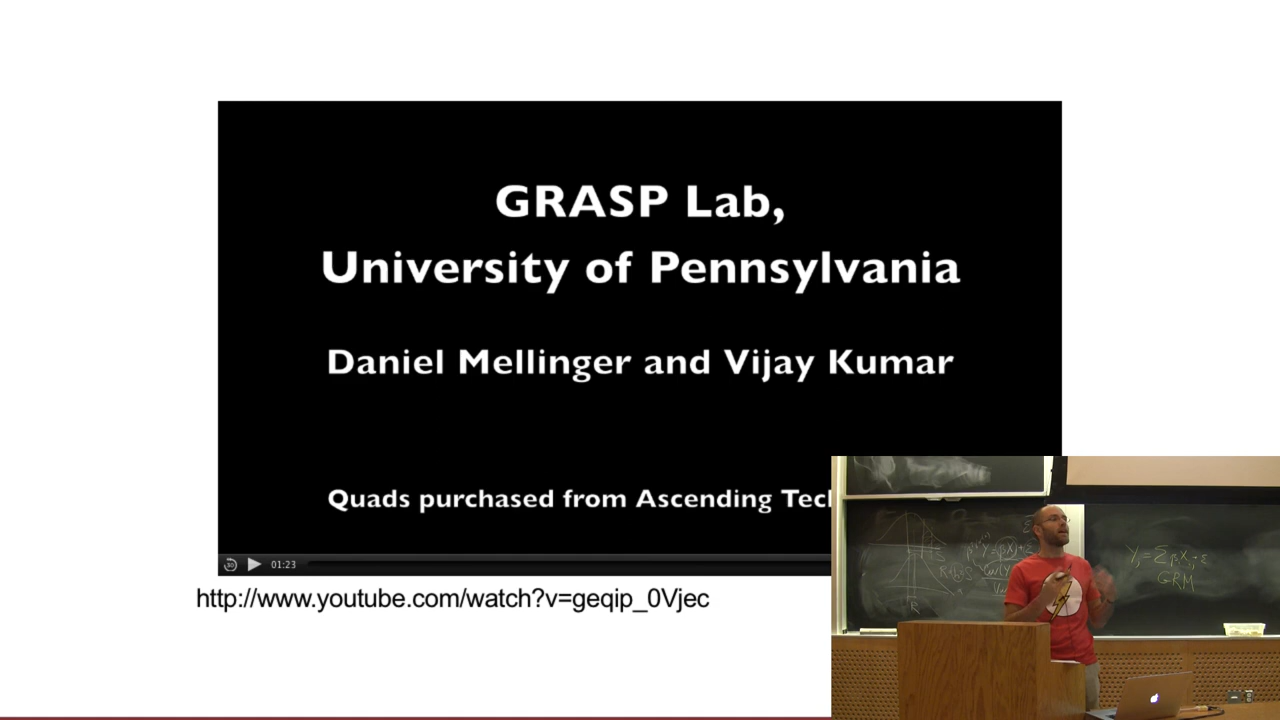 GRASP Lab,
University of Pennsylvania
Daniel Mellinger and Vijay Kumar
Quads purchased from Ascending
30
01:23
http://www.youtube.com/watch?v=geqip_0Vjec
GRM